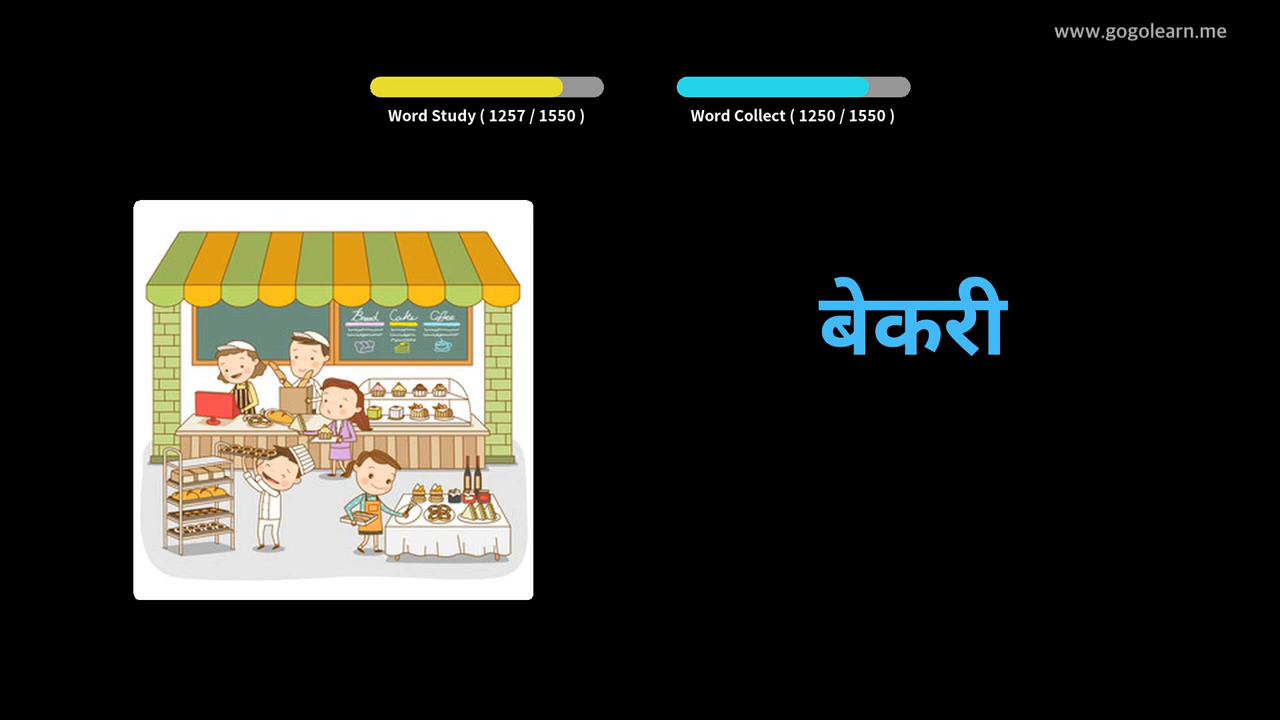 www.gogolearn.me
Word Study ( 1257 / 1550 )
Word Collect ( 1250 / 1550 )
Bread Cake Coffee
बेकरी